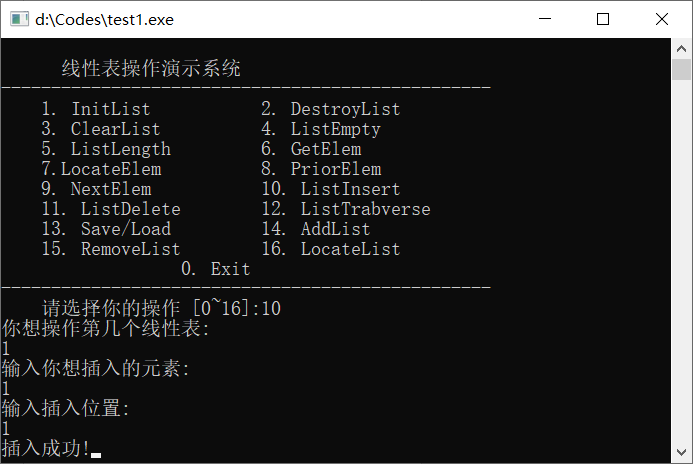 d:\Codes\test1.exe
线性表操作演示系统
-------------------------------------------------
1. InitList 2. DestroyList
3. ClearList 4. ListEmpty
5. ListLength 6. GetElem
7.LocateElem 8. PriorElem
9. NextElem 10. ListInsert
11. ListDelete 12. ListTrabverse
13. Save/Load 14. AddList
15. RemoveList 16. LocateList
0. Exit
-------------------------------------------------
请选择你的操作 [0~16]:10
你想操作第几个线性表:
1
输入你想插入的元素:
1
输入插入位置:
1
插入成功!